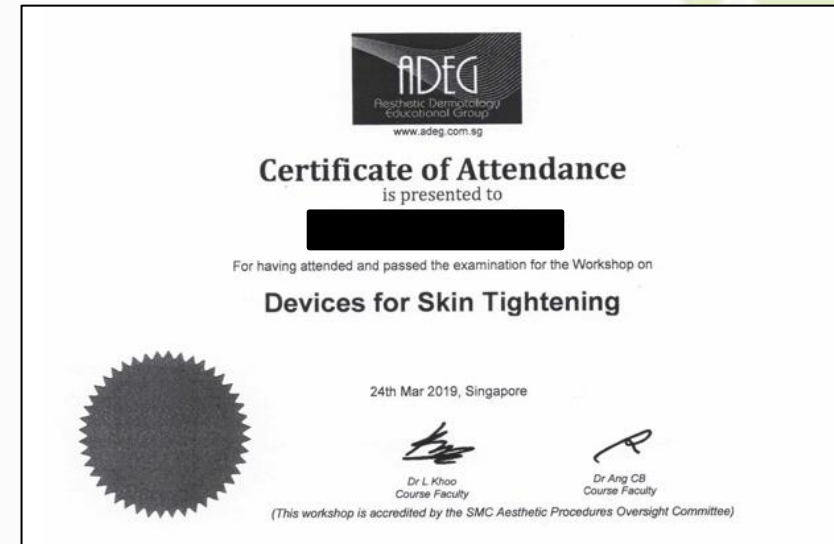 ADEG
Aesthetic Dermatology
Educational Group
www.adeg.com.sg
Certificate of Attendance
is presented to
For having attended and passed the examination for the Workshop on
Devices for Skin Tightening
24th Mar 2019, Singapore
Dr L Khoo
Course Faculty
Dr Ang CB
Course Faculty
(This workshop is accredited by the SMC Aesthetic Procedures Oversight Committee)